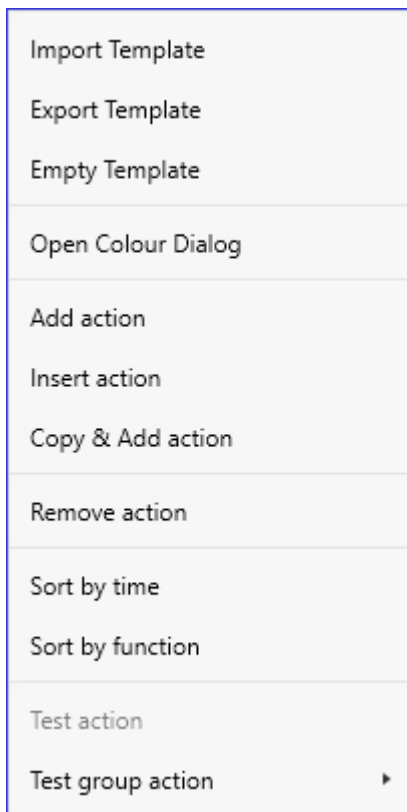 Import Template
Export Template
Empty Template
Open Colour Dialog
Add action
Insert action
Copy & Add action
Remove action
Sort by time
Sort by function
Test action
Test group action